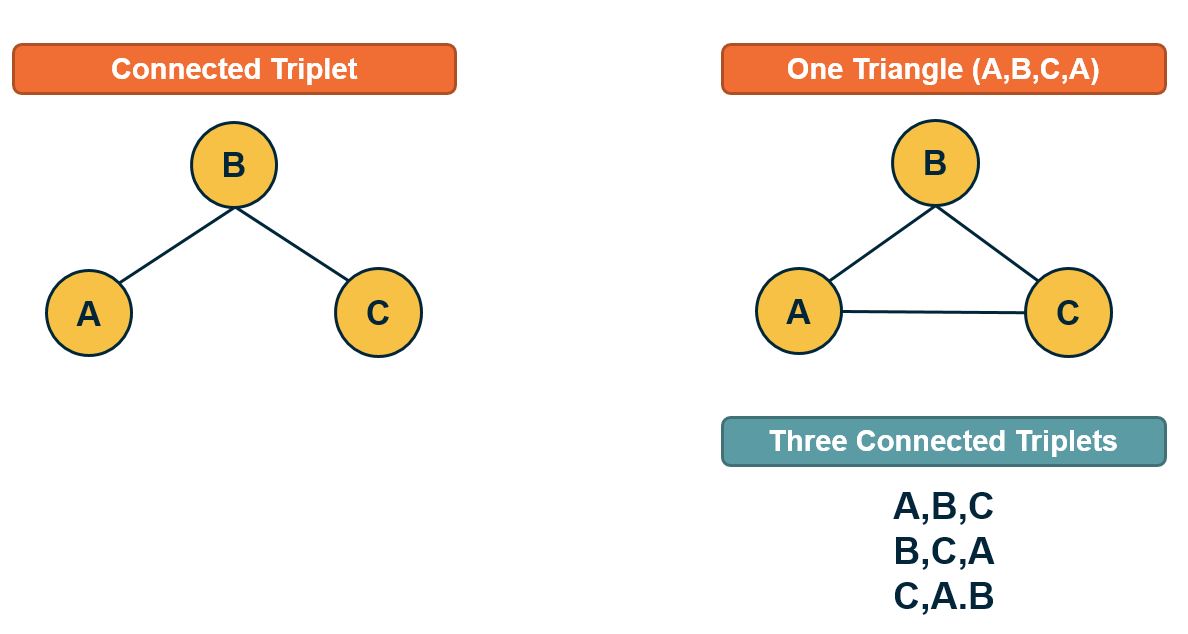 Connected Triplet
One Triangle (A,B,C,A)
B
A
C
B
A
C
Three Connected Triplets
A,B,C
B,C,A
C,A.B